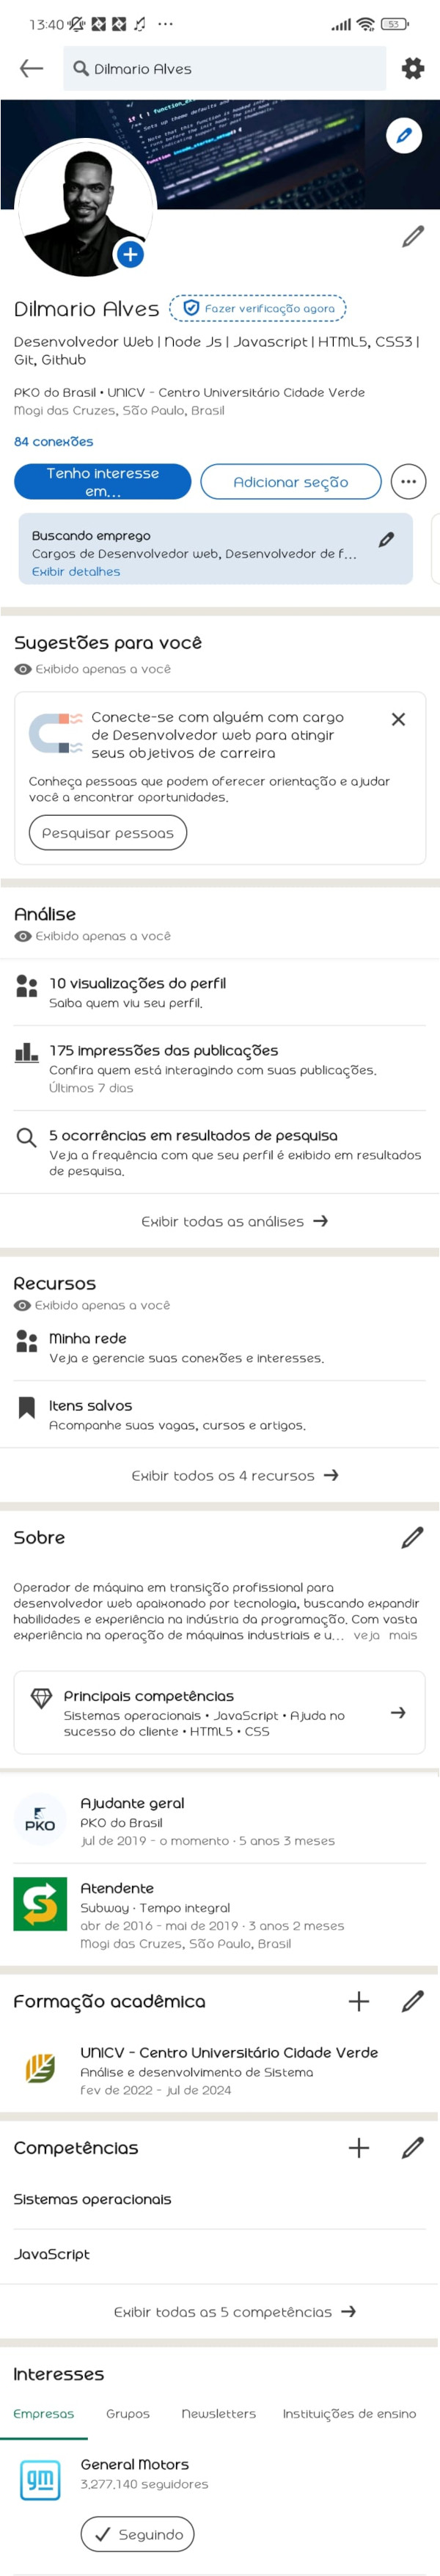 13:40
53
Dilmario Alves
Dilmario Alves
Fazer verificação agora
Desenvolvedor Web | Node Js | Javascript | HTML5, CSS3 |
Git, Github
PKO do Brasil • UNICV - Centro Universitário Cidade Verde
Mogi das Cruzes, São Paulo, Brasil
84 conexões
Tenho interesse
em...
Adicionar seção
Buscando emprego
Cargos de Desenvolvedor web, Desenvolvedor de f...
Exibir detalhes
Sugestões para você
Exibido apenas a você
Conecte-se com alguém com cargo
de Desenvolvedor web para atingir
seus objetivos de carreira
Conheça pessoas que podem oferecer orientação e ajudar
você a encontrar oportunidades.
Pesquisar pessoas
Análise
Exibido apenas a você
10 visualizações do perfil
Saiba quem viu seu perfil.
175 impressões das publicações
Confira quem está interagindo com suas publicações.
Últimos 7 dias
5 ocorrências em resultados de pesquisa
Veja a frequência com que seu perfil é exibido em resultados
de pesquisa.
Exibir todas as análises →
Recursos
Exibido apenas a você
Minha rede
Veja e gerencie suas conexões e interesses.
Itens salvos
Acompanhe suas vagas, cursos e artigos.
Exibir todos os 4 recursos →
Sobre
Operador de máquina em transição profissional para
desenvolvedor web apaixonado por tecnologia, buscando expandir
habilidades e experiência na indústria da programação. Com vasta
experiência na operação de máquinas industriais e u... veja mais
Principais competências
Sistemas operacionais • JavaScript • Ajuda no
sucesso do cliente • HTML5 • CSS
PKO
Ajudante geral
PKO do Brasil
jul de 2019 - o momento · 5 anos 3 meses
Atendente
Subway · Tempo integral
abr de 2016 - mai de 2019 · 3 anos 2 meses
Mogi das Cruzes, São Paulo, Brasil
Formação acadêmica
UNICV - Centro Universitário Cidade Verde
Análise e desenvolvimento de Sistema
fev de 2022 - jul de 2024
Competências
Sistemas operacionais
JavaScript
Exibir todas as 5 competências →
Interesses
Empresas Grupos Newsletters Instituições de ensino
gm
General Motors
3.277.140 seguidores
Seguindo